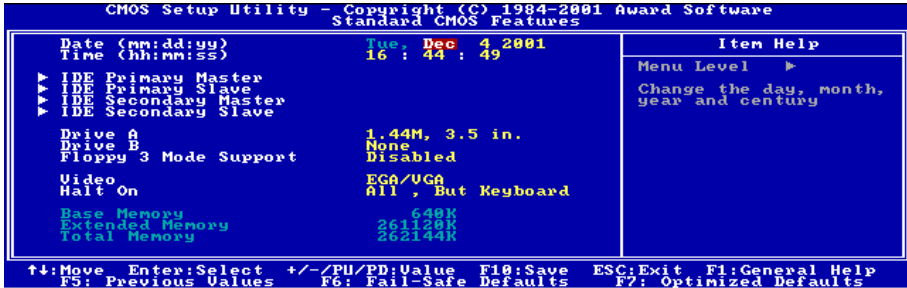 CMOS Setup Utility - Copyright (C) 1984-2001 Award Software
Standard CMOS Features
Date (mm:dd:yy) Tue, Dec 4 2001
Time (hh:mm:ss) 16 : 44 : 49
► IDE Primary Master
► IDE Primary Slave
► IDE Secondary Master
► IDE Secondary Slave
Drive A 1.44M, 3.5 in.
Drive B None
Floppy 3 Mode Support Disabled
Video EGA/VGA
Halt On All , But Keyboard
Base Memory 640K
Extended Memory 261120K
Total Memory 262144K
Item Help
Menu Level ►
Change the day, month,
year and century
↑↓:Move Enter:Select +/-/PU/PD:Value F10:Save ESC:Exit F1:General Help
F5: Previous Values F6: Fail-Safe Defaults F7: Optimized Defaults